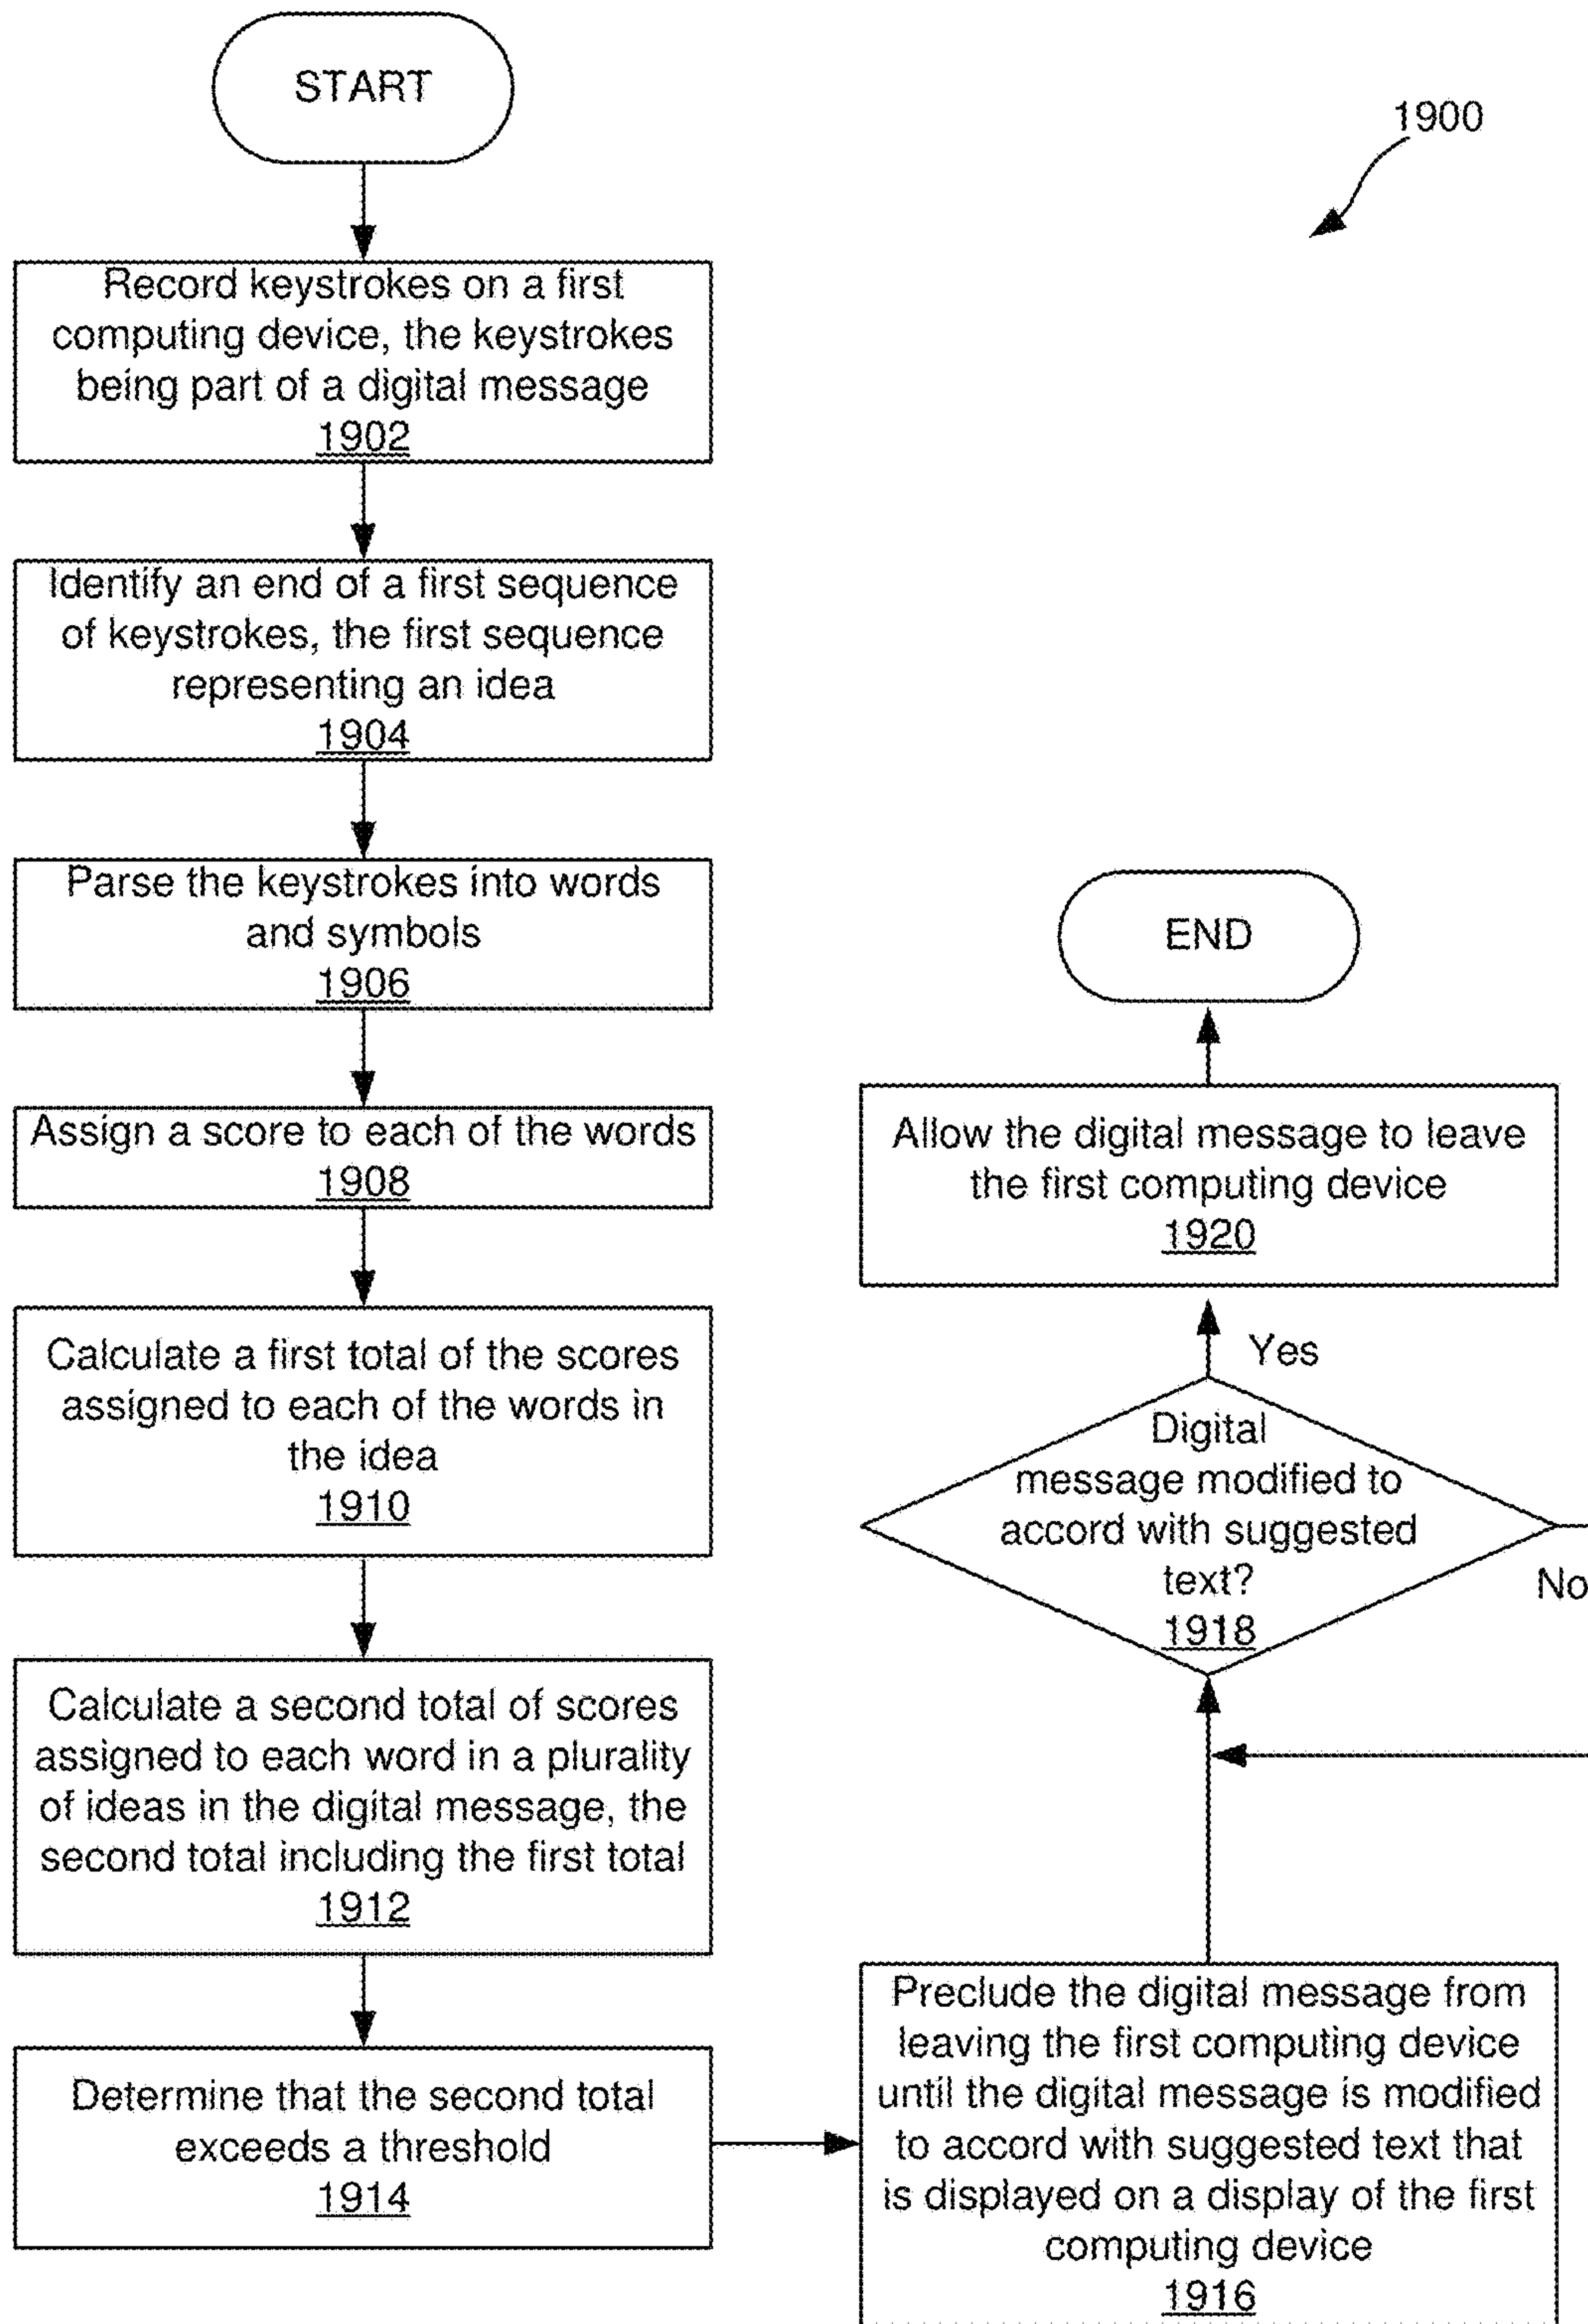 START
1900
Record keystrokes on a first
computing device, the keystrokes
being part of a digital message
1902
Identify an end of a first sequence
of keystrokes, the first sequence
representing an idea
1904
Parse the keystrokes into words
and symbols
1906
Assign a score to each of the words
1908
Calculate a first total of the scores
assigned to each of the words in
the idea
1910
Calculate a second total of scores
assigned to each word in a plurality
of ideas in the digital message, the
second total including the first total
1912
Determine that the second total
exceeds a threshold
1914
Preclude the digital message from
leaving the first computing device
until the digital message is modified
to accord with suggested text that
is displayed on a display of the first
computing device
1916
Digital
message modified to
accord with suggested
text?
1918
No
Yes
Allow the digital message to leave
the first computing device
1920
END